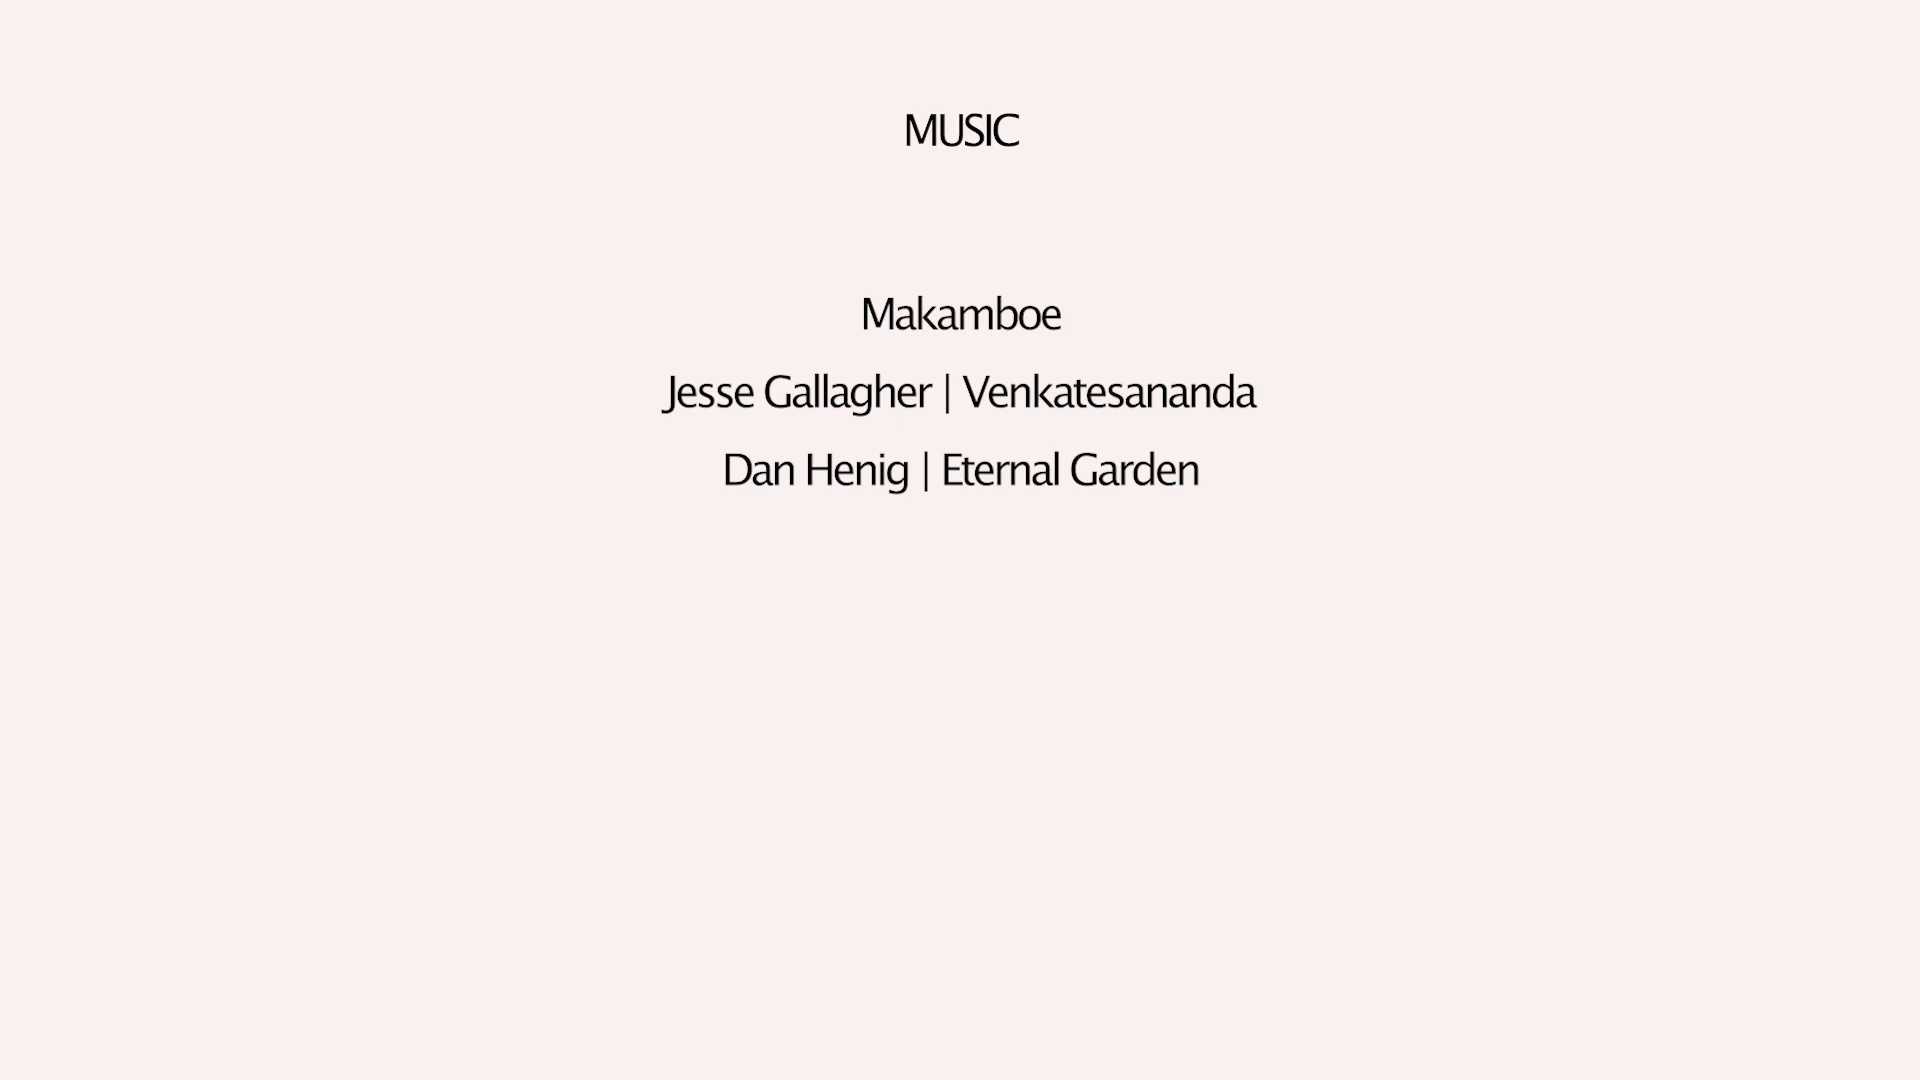 MUSIC
Makamboe
Jesse Gallagher | Venkatesananda
Dan Henig | Eternal Garden